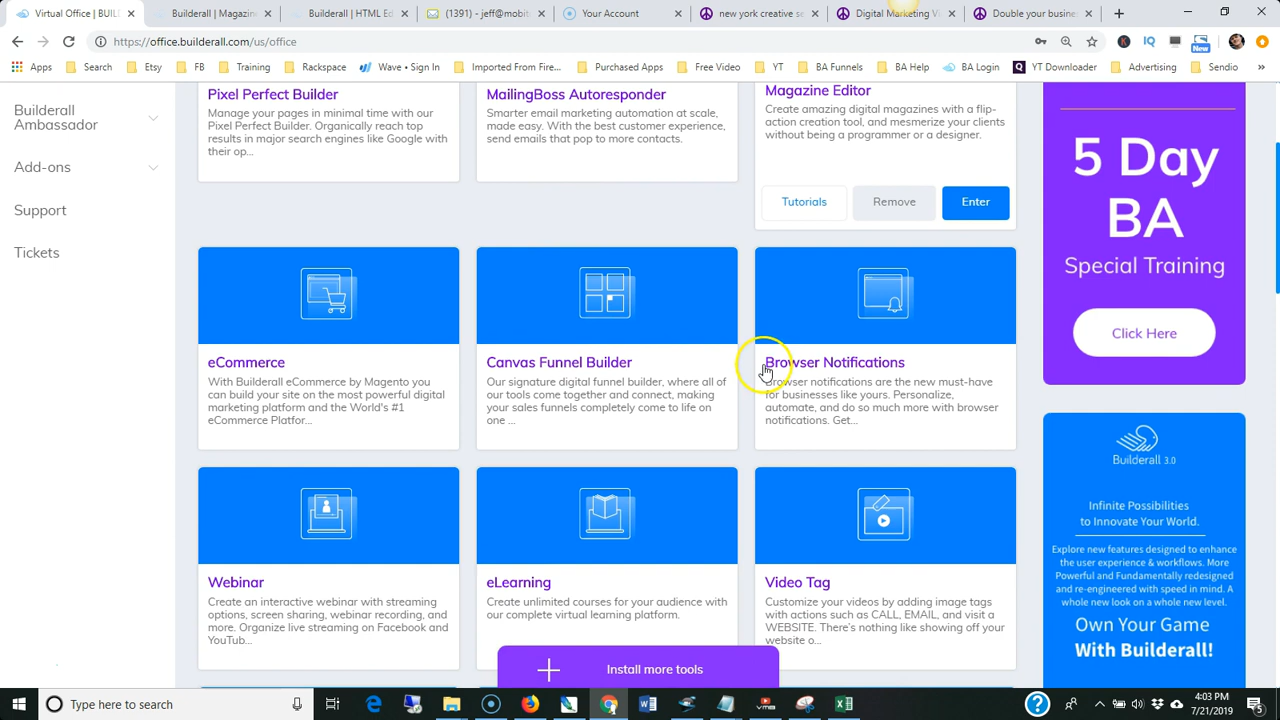 Virtual Office | BUIL
Builderall | Magazin
Builderall | HTML Ed
(1391) - jeff@mobit
Your Account
new york creative se
Digital Marketing V
Double your busine
https://office.builderall.com/us/office
New
Apps
Search
Etsy
FB
Training
Rackspace
Wave • Sign In
Imported From Fire...
Purchased Apps
Free Video
YT
BA Funnels
BA Help
BA Login
YT Downloader
Advertising
Sendio
Builderall
Ambassador
Add-ons
Support
Tickets
Pixel Perfect Builder
Manage your pages in minimal time with our
Pixel Perfect Builder. Organically reach top
results in major search engines like Google with
their op...
MailingBoss Autoresponder
Smarter email marketing automation at scale,
made easy. With the best customer experience,
send emails that pop to more contacts.
Magazine Editor
Create amazing digital magazines with a flip-
action creation tool, and mesmerize your clients
without being a programmer or a designer.
Tutorials
Remove
Enter
eCommerce
With Builderall eCommerce by Magento you
can build your site on the most powerful digital
marketing platform and the World's #1
eCommerce Platfor...
Canvas Funnel Builder
Our signature digital funnel builder, where all of
our tools come together and connect, making
your sales funnels completely come to life on
one ...
Browser Notifications
Browser notifications are the new must-have
for businesses like yours. Personalize,
automate, and do so much more with browser
notifications. Get...
Webinar
Create an interactive webinar with streaming
options, screen sharing, webinar recording, and
more. Organize live streaming on Facebook and
YouTub...
eLearning
Create unlimited courses for your audience with
our complete virtual learning platform.
Video Tag
Customize your videos by adding image tags
with actions such as CALL, EMAIL, and visit a
WEBSITE. There's nothing like showing off your
website o...
Install more tools
5 Day
BA
Special Training
Click Here
Builderall 3.0
Infinite Possibilities
to Innovate Your World.
Explore new features designed to enhance
the user experience & workflows. More
Powerful and Fundamentally redesigned
and re-engineered with speed in mind. A
whole new look on a whole new level.
Own Your Game
With Builderall!
Type here to search
4:03 PM
7/21/2019